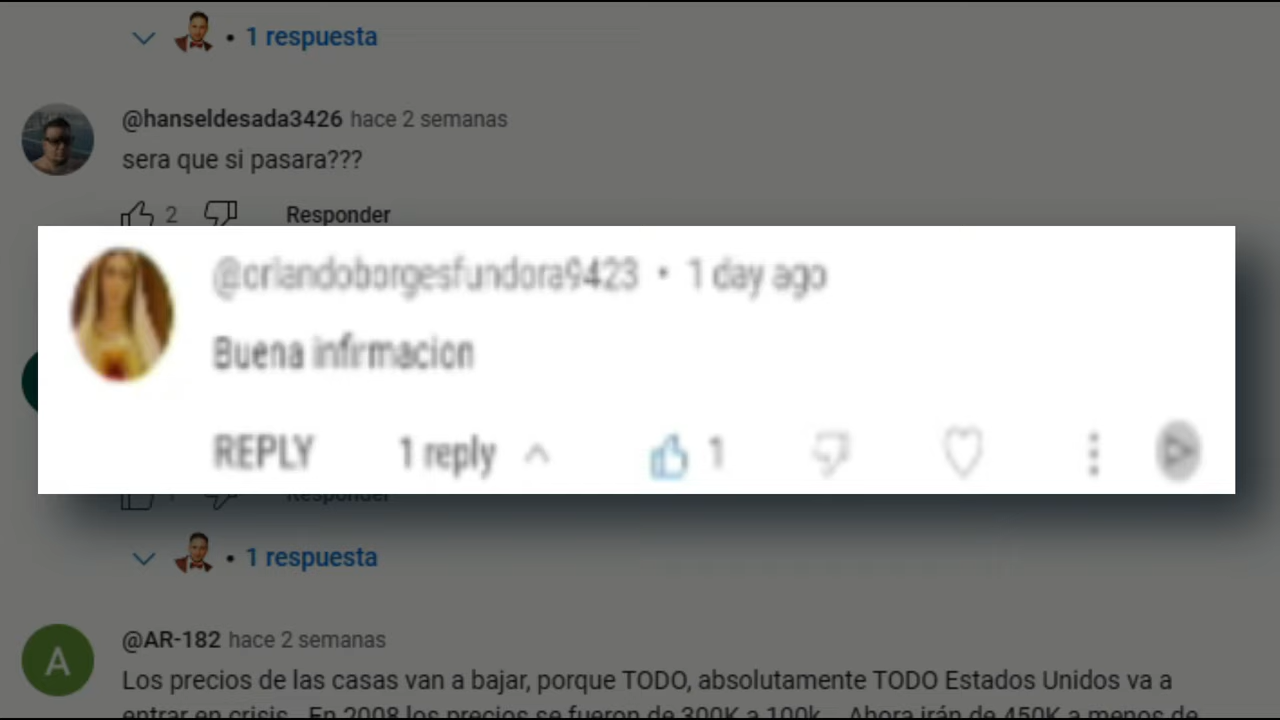 • 1 respuesta
@hanseldesada3426 hace 2 semanas
sera que si pasara???
2 Responder
@orlandoborgesfundora9423 • 1 day ago
Buena infirmacion
REPLY 1 reply 1
Responder
• 1 respuesta
A
@AR-182 hace 2 semanas
Los precios de las casas van a bajar, porque TODO, absolutamente TODO Estados Unidos va a
entrar en crisis. En 2008 los precios se fueron de 300K a 100k. Ahora irán de 450K a menos de